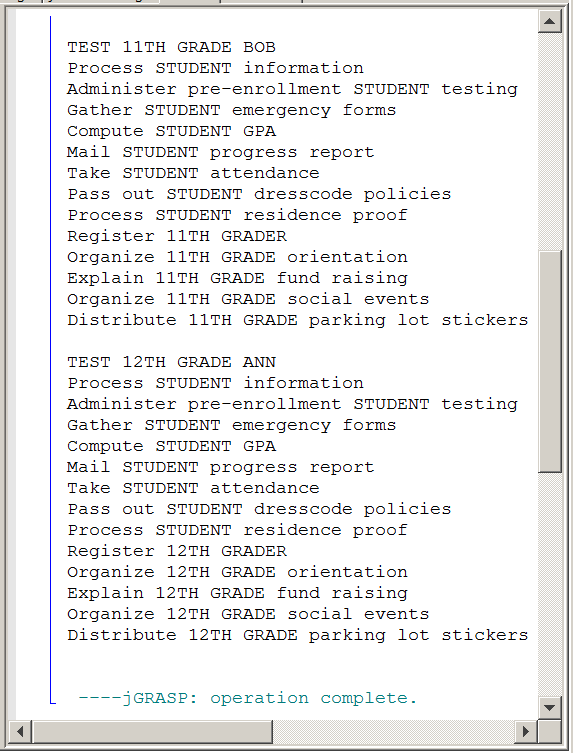 TEST 11TH GRADE BOB
Process STUDENT information
Administer pre-enrollment STUDENT testing
Gather STUDENT emergency forms
Compute STUDENT GPA
Mail STUDENT progress report
Take STUDENT attendance
Pass out STUDENT dresscode policies
Process STUDENT residence proof
Register 11TH GRADER
Organize 11TH GRADE orientation
Explain 11TH GRADE fund raising
Organize 11TH GRADE social events
Distribute 11TH GRADE parking lot stickers
TEST 12TH GRADE ANN
Process STUDENT information
Administer pre-enrollment STUDENT testing
Gather STUDENT emergency forms
Compute STUDENT GPA
Mail STUDENT progress report
Take STUDENT attendance
Pass out STUDENT dresscode policies
Process STUDENT residence proof
Register 12TH GRADER
Organize 12TH GRADE orientation
Explain 12TH GRADE fund raising
Organize 12TH GRADE social events
Distribute 12TH GRADE parking lot stickers
----jGRASP: operation complete.